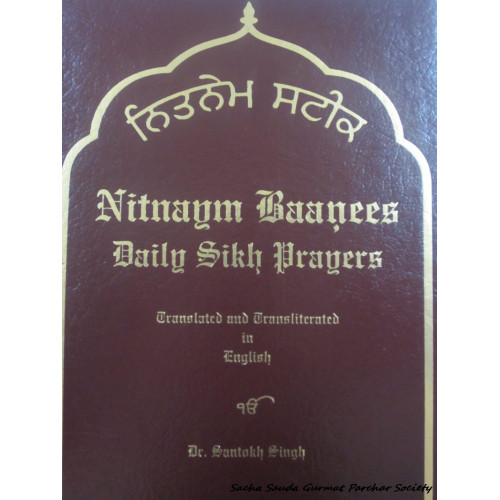 ਨਿਤਨੇਮ ਸਟੀਕ
Nitnaym Baaṇees
Daily Sikh Prayers
Translated and Transliterated
in
English
ੴ
Dr. Santokh Singh
Sacha Sauda Gurmat Parchar Society